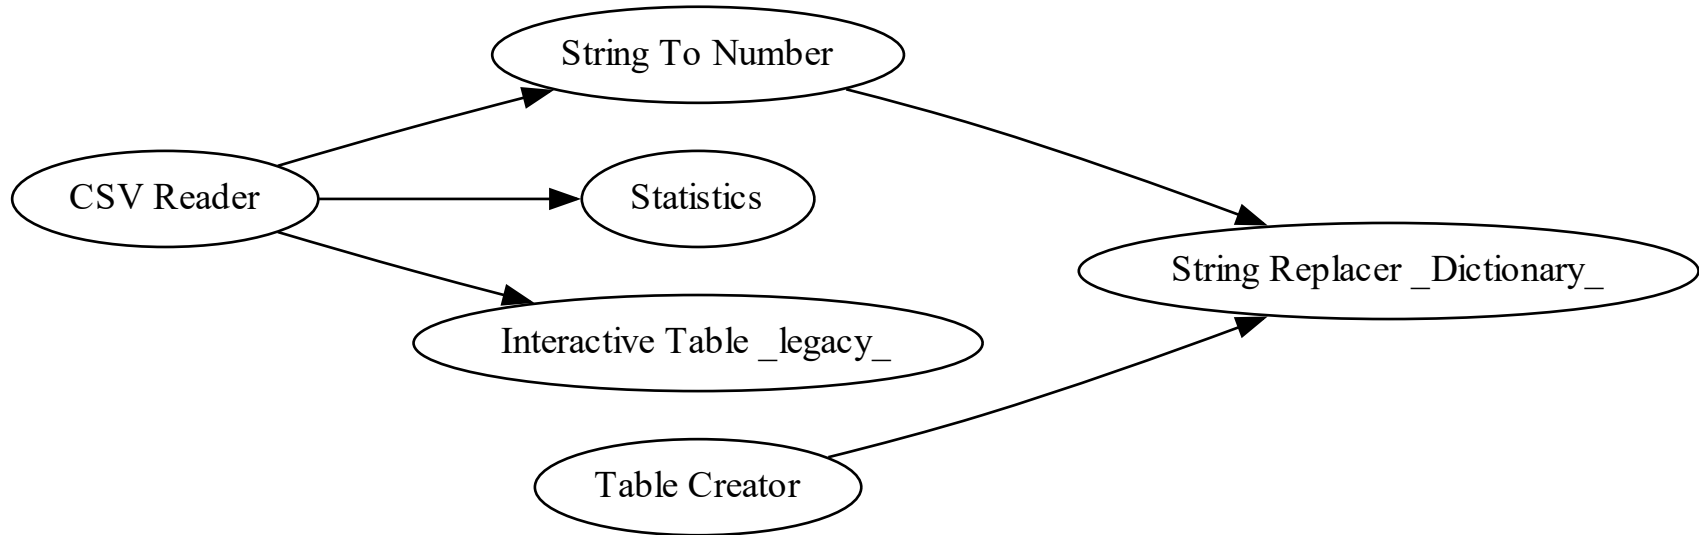 String To Number
CSV Reader
Statistics
String Replacer _Dictionary_
Interactive Table _legacy_
Table Creator